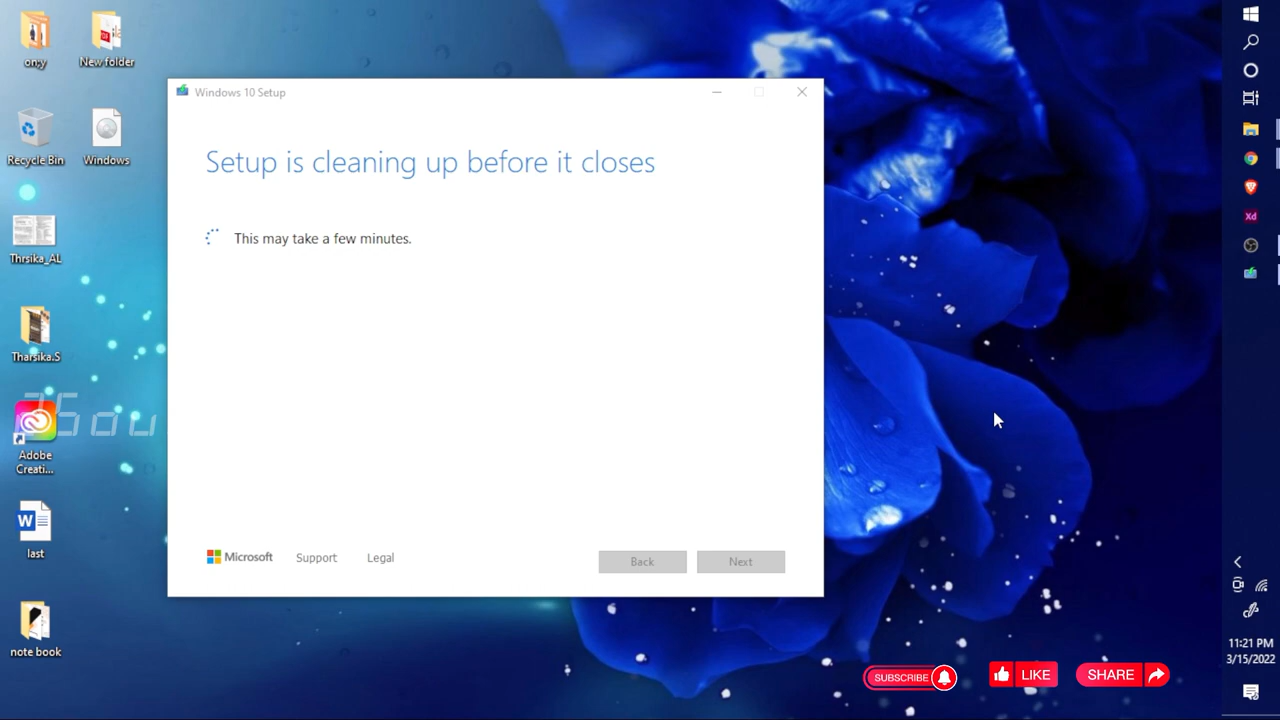 on;y
New folder
Recycle Bin
Windows
Thrsika_AL
Tharsika.S
Adobe
Creati...
last
note book
Windows 10 Setup
Setup is cleaning up before it closes
This may take a few minutes.
Microsoft
Support
Legal
Back
Next
Xd
11:21 PM
3/15/2022
SUBSCRIBE
LIKE
SHARE